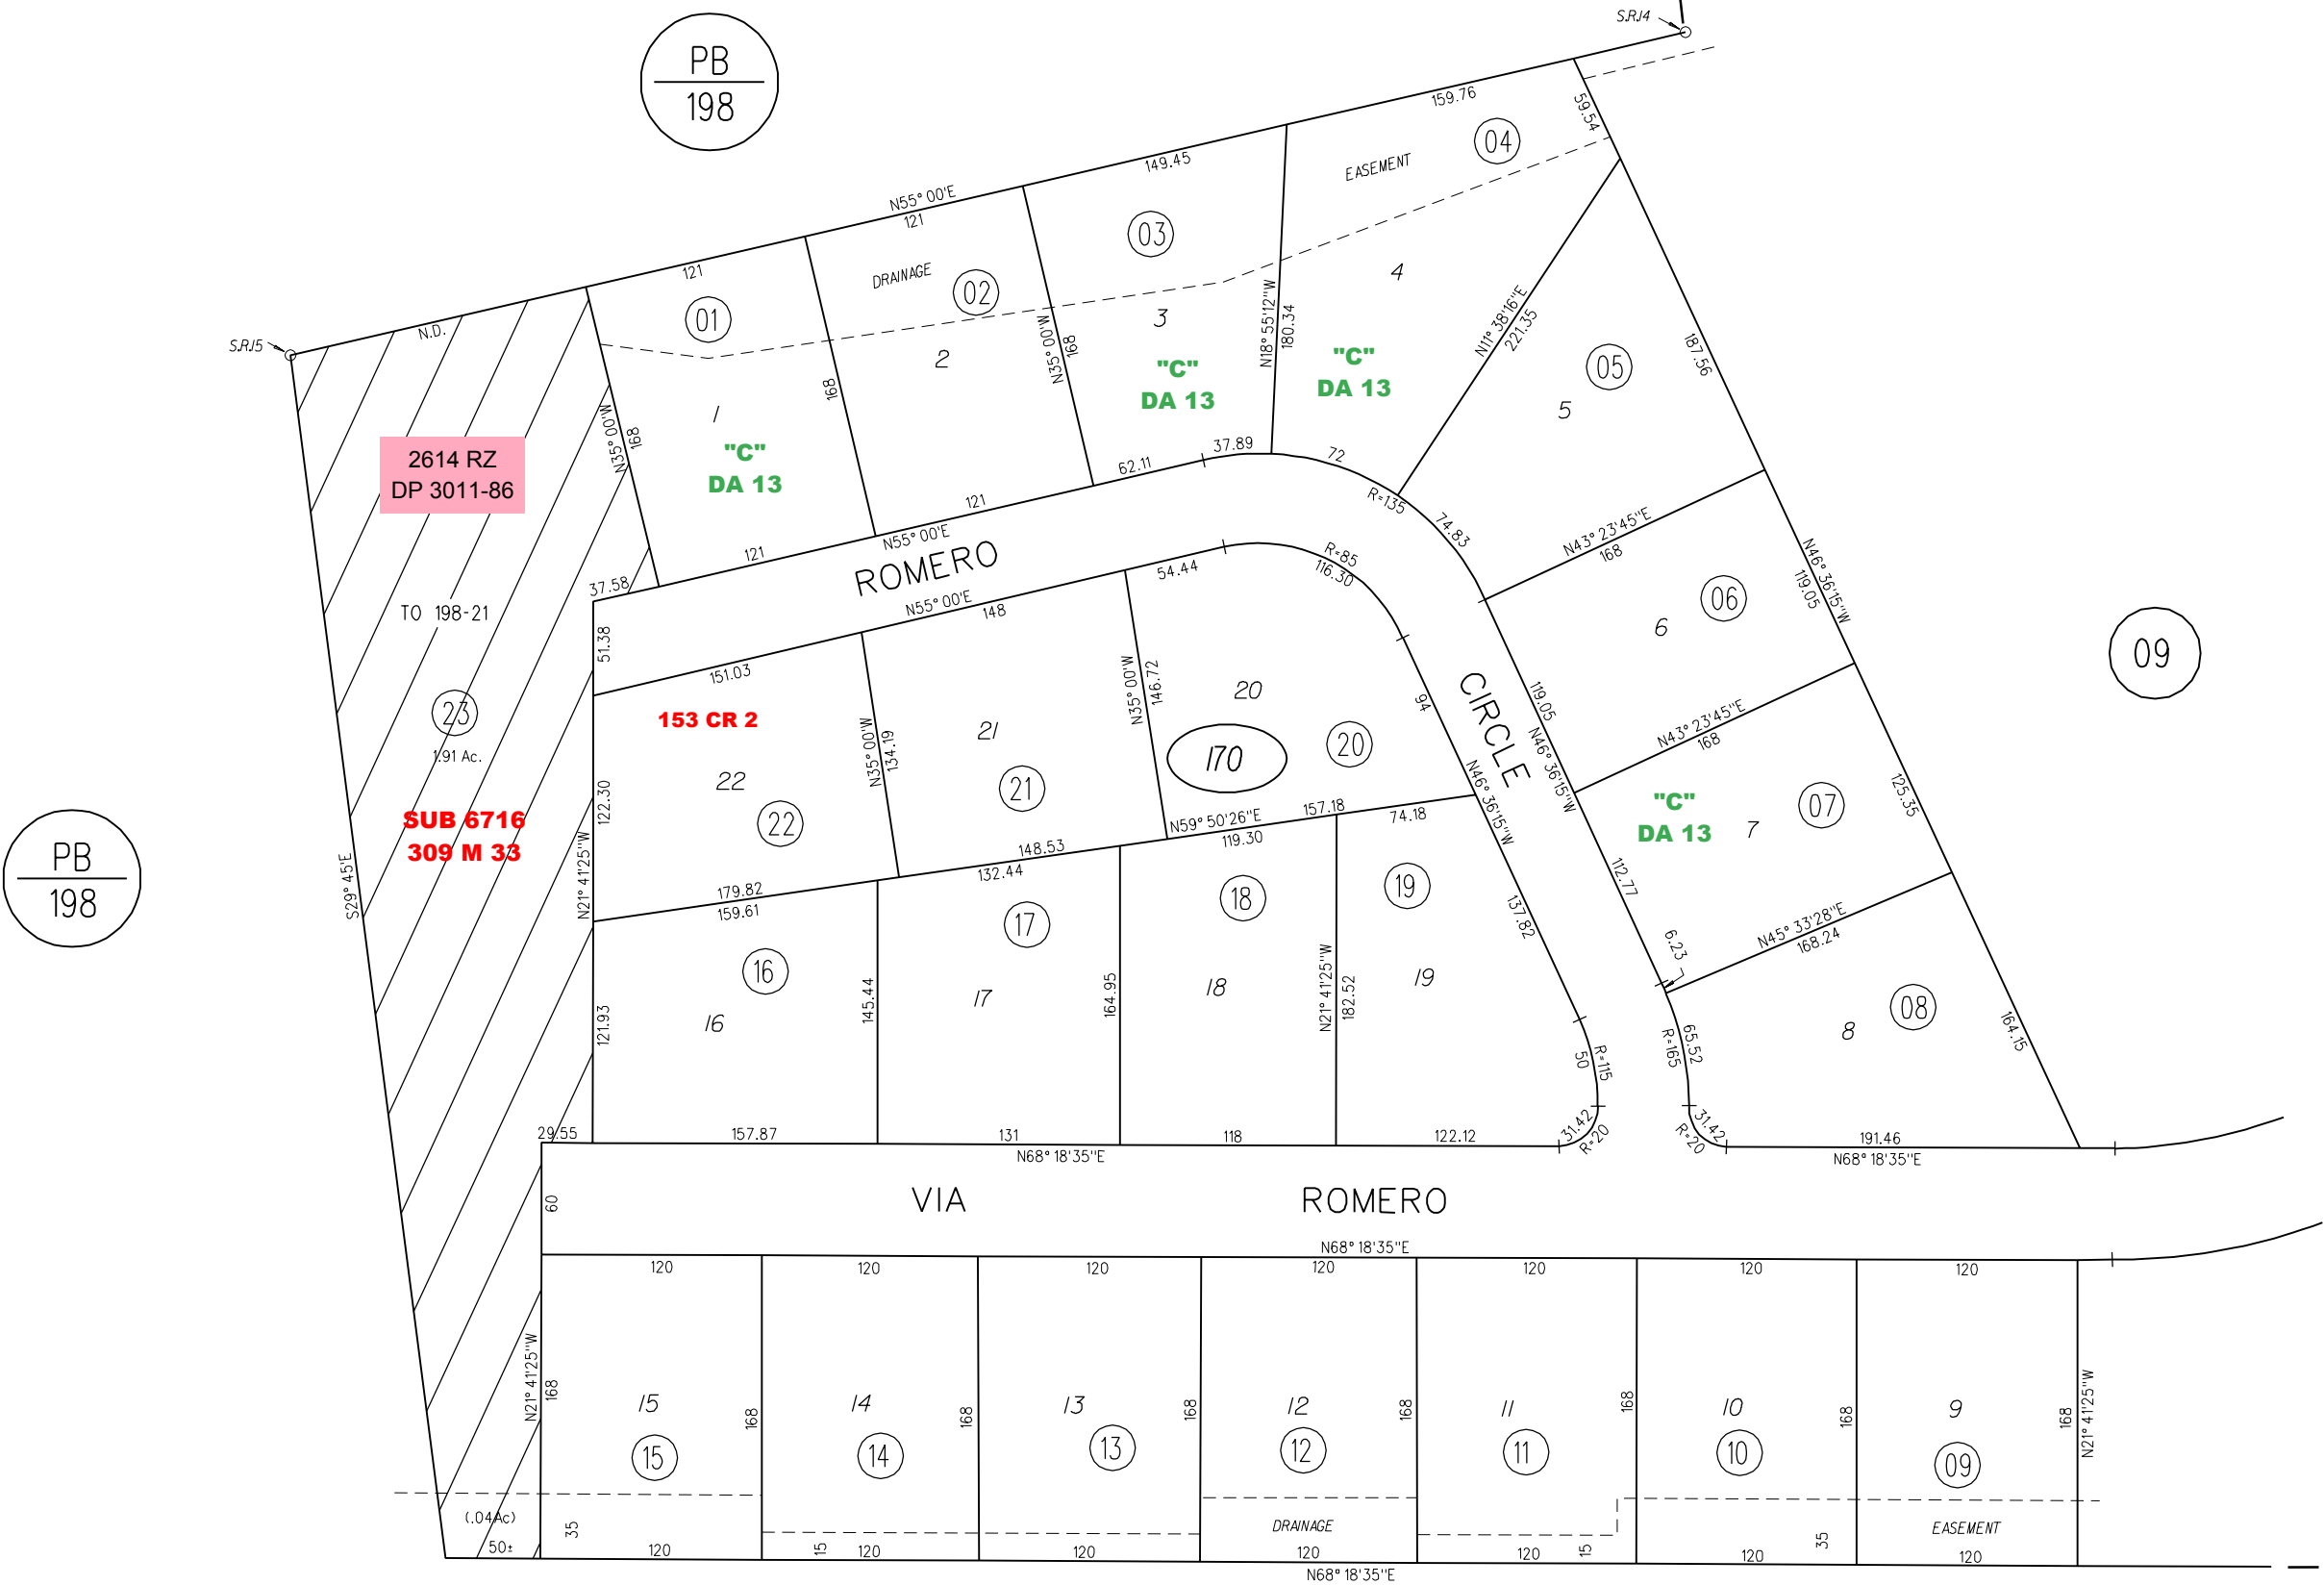 S.R.14
PB
198
159.76
59.54
04
EASEMENT
149.45
N55° 00'E
121
03
121
DRAINAGE
02
01
4
3
2
1
N35° 00'W
168
N18° 55'12"W
180.34
N11° 38'16"E
221.35
187.56
05
5
S.R.15
N.D.
168
"C"
DA 13
"C"
DA 13
"C"
DA 13
N35° 00'W
168
2614 RZ
DP 3011-86
37.89
72
62.11
R=135
74.83
121
N55° 00'E
121
37.58
ROMERO
N43° 23'45"E
168
N46° 36'15"W
119.05
06
6
TO 198-21
51.38
N55° 00'E
148
54.44
R=85
116.30
151.03
23
1.91 Ac.
153 CR 2
N35° 00'W
134.19
N35° 00'W
146.72
21
20
170
20
94
CIRCLE
119.05
N46° 36'15"W
N43° 23'45"E
168
09
22
22
21
122.30
N21° 41'25"W
SUB 6716
309 M 33
PB
198
S29° 45'E
N59° 50'26"E
157.18
119.30
74.18
N46° 36'15"W
148.53
132.44
179.82
159.61
"C"
DA 13
7
07
125.35
112.77
N45° 33'28"E
168.24
6.23
16
16
17
17
18
18
19
19
137.82
121.93
145.44
164.95
N21° 41'25"W
182.52
50
R=115
R=165
65.52
8
08
164.15
29.55
157.87
131
118
122.12
31.42
R=20
31.42
R=20
191.46
N68° 18'35"E
N68° 18'35"E
60
VIA ROMERO
N68° 18'35"E
120
120
120
120
120
120
120
N21° 41'25"W
168
15
15
168
14
14
168
13
13
168
12
12
168
11
11
168
10
10
168
9
09
168
N21° 41'25"W
(.04Ac)
50±
35
DRAINAGE
35
EASEMENT
120
15
120
120
120
120
15
120
120
N68° 18'35"E